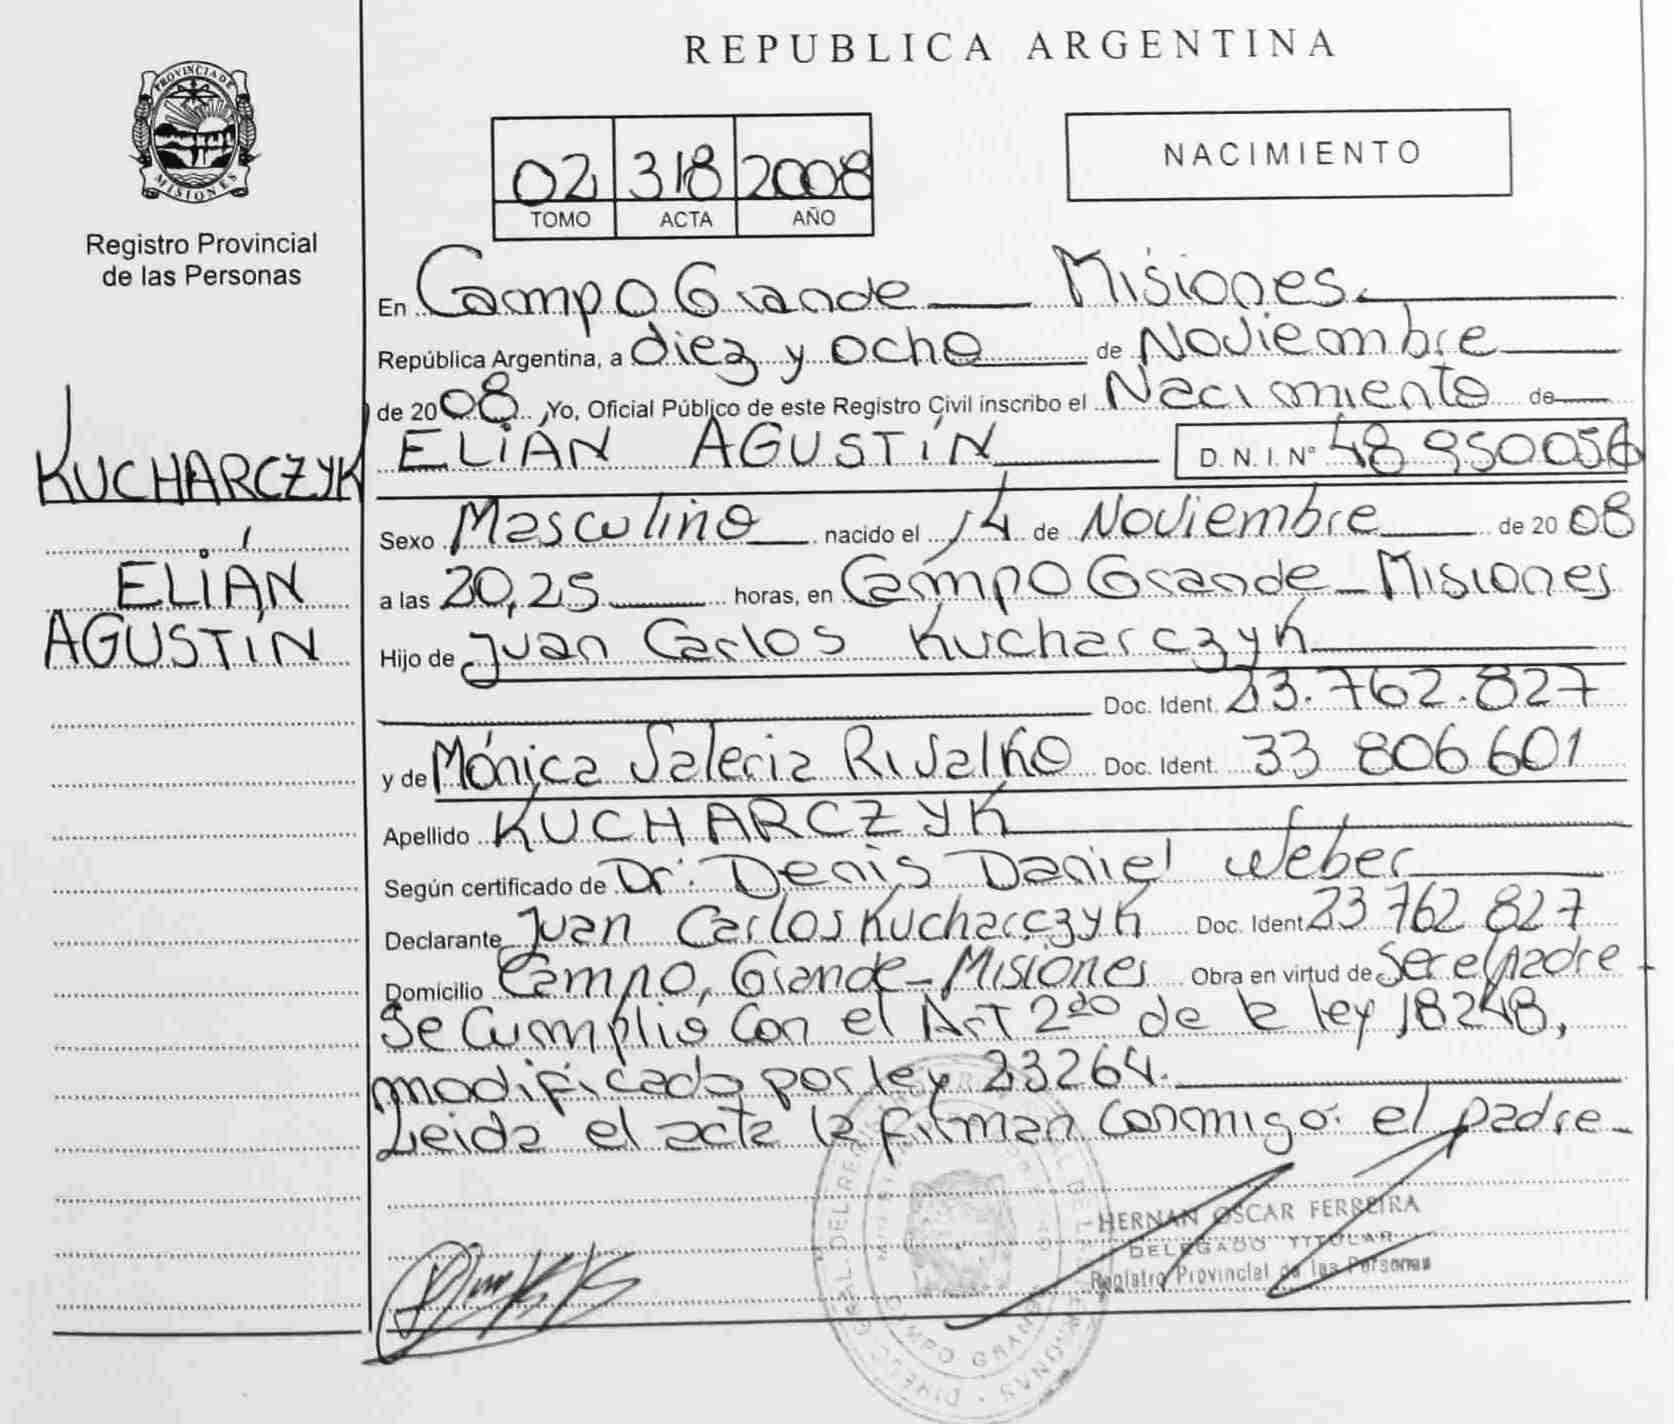 REPUBLICA ARGENTINA
PROVINCIA DE
MISIONES
Registro Provincial
de las Personas
02 318 2008
TOMO ACTA AÑO
NACIMIENTO
En Campo Grande Misiones.
República Argentina, a diez y ocho de Noviembre
de 2008 Yo, Oficial Público de este Registro Civil inscribo el Nacimiento de
ELIÁN AGUSTÍN D. N. I. Nº 48 950056
Sexo Masculino nacido el 14 de Noviembre de 2008
a las 20,25 horas, en Campo Grande - Misiones
Hijo de Juan Carlos Kucharczyk
Doc. Ident. 23.762.827
y de Mónica Valeria Rivalko Doc. Ident. 33 806 601
Apellido KUCHARCZYK
Según certificado de Dr. Denis Daniel Weber
Declarante Juan Carlos Kucharczyk Doc. Ident 23 762 827
Domicilio Campo Grande - Misiones Obra en virtud de Ser el padre
Se Cumplió con el Art 2do de la ley 18248,
modificado por ley 23264.
Leida el acta la firman conmigo: el padre
KUCHARCZYK
ELIÁN
AGUSTÍN
HERNAN OSCAR FERREIRA
DELEGADO TITULAR
Registro Provincial de las Personas
CAMPO GRANDE